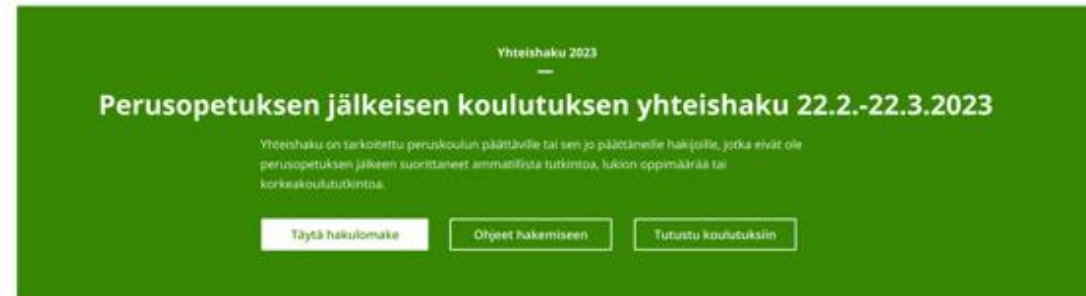 Yhteishaku 2023
Perusopetuksen jälkeisen koulutuksen yhteishaku 22.2.-22.3.2023
Yhteishaku on tarkoitettu peruskoulun päättäville tai sen jo päättäneille hakijoille, jotka eivät ole
perusopetuksen jälkeen suorittaneet ammatillista tutkintoa, lukion oppimäärää tai
korkeakoulututkintoa.
Täytä hakulomake
Ohjeet hakemiseen
Tutustu koulutuksiin